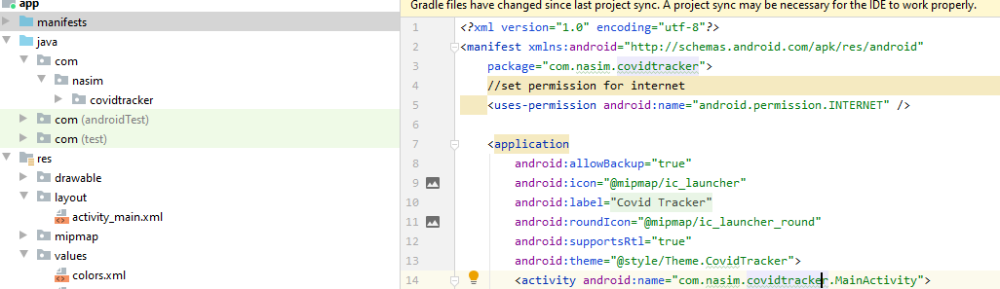 app
manifests
java
com
nasim
covidtracker
com (androidTest)
com (test)
res
drawable
layout
activity_main.xml
mipmap
values
colors.xml
Gradle files have changed since last project sync. A project sync may be necessary for the IDE to work properly.
1 <?xml version="1.0" encoding="utf-8"?>
2 <manifest xmlns:android="http://schemas.android.com/apk/res/android"
3 package="com.nasim.covidtracker">
4 //set permission for internet
5 <uses-permission android:name="android.permission.INTERNET" />
6
7 <application
8 android:allowBackup="true"
9 android:icon="@mipmap/ic_launcher"
10 android:label="Covid Tracker"
11 android:roundIcon="@mipmap/ic_launcher_round"
12 android:supportsRtl="true"
13 android:theme="@style/Theme.CovidTracker">
14 <activity android:name="com.nasim.covidtracker.MainActivity">